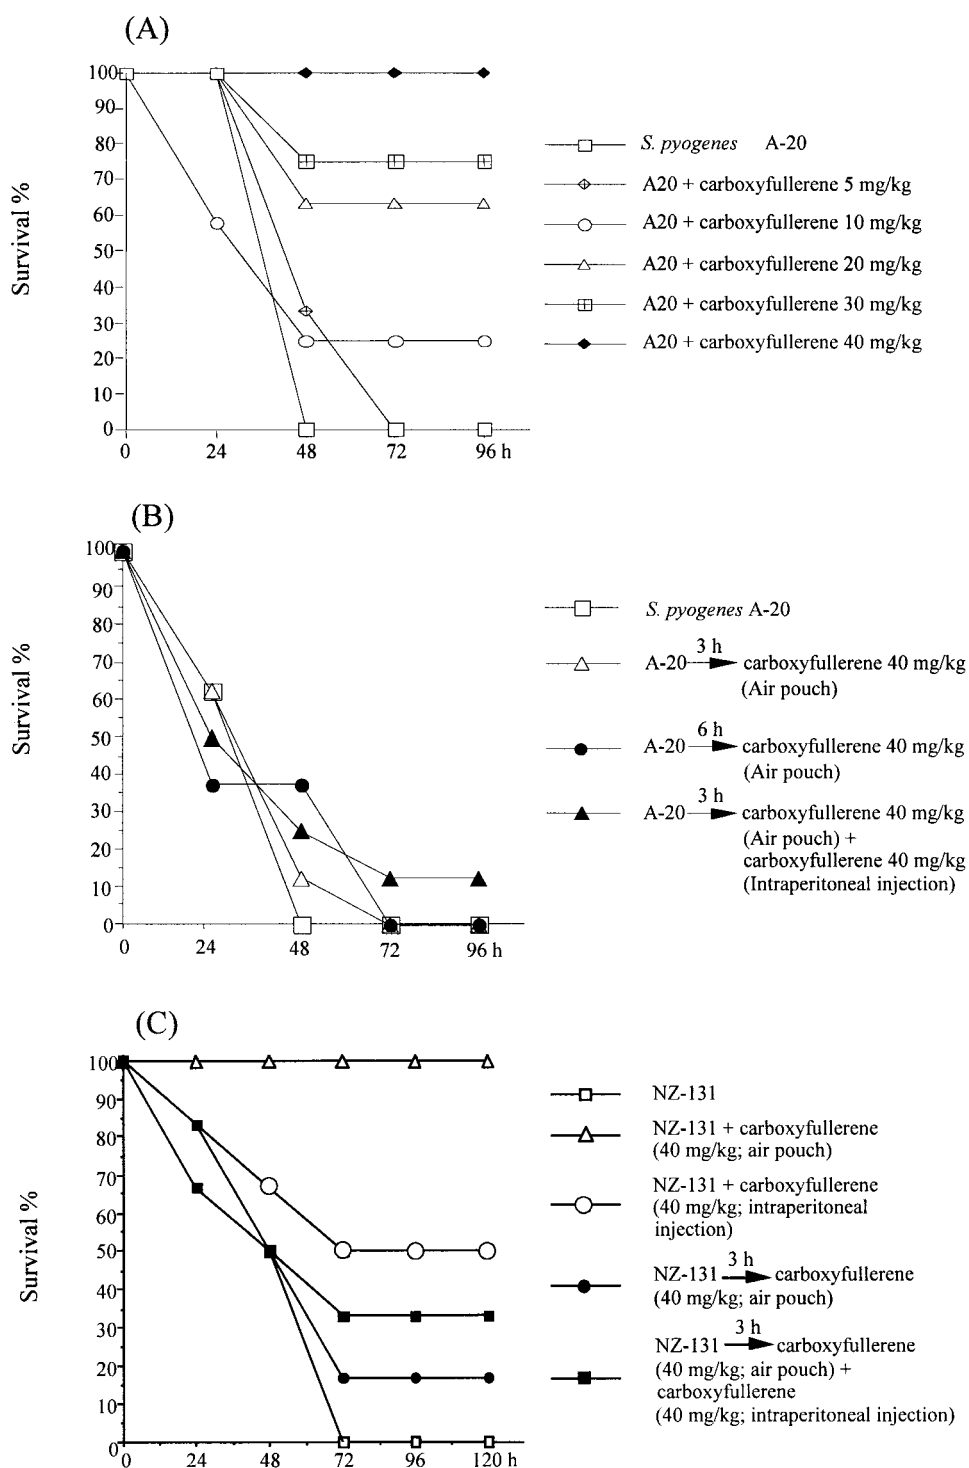 (A)
Survival %
100
90
80
70
60
50
40
30
20
10
0
0 24 48 72 96 h
S. pyogenes A-20
A20 + carboxyfullerene 5 mg/kg
A20 + carboxyfullerene 10 mg/kg
A20 + carboxyfullerene 20 mg/kg
A20 + carboxyfullerene 30 mg/kg
A20 + carboxyfullerene 40 mg/kg
(B)
Survival %
100
90
80
70
60
50
40
30
20
10
0
0 24 48 72 96 h
S. pyogenes A-20
3 h
A-20 carboxyfullerene 40 mg/kg
(Air pouch)
6 h
A-20 carboxyfullerene 40 mg/kg
(Air pouch)
3 h
A-20 carboxyfullerene 40 mg/kg
(Air pouch) +
carboxyfullerene 40 mg/kg
(Intraperitoneal injection)
(C)
Survival %
100
90
80
70
60
50
40
30
20
10
0
0 24 48 72 96 120 h
NZ-131
NZ-131 + carboxyfullerene
(40 mg/kg; air pouch)
NZ-131 + carboxyfullerene
(40 mg/kg; intraperitoneal
injection)
3 h
NZ-131 carboxyfullerene
(40 mg/kg; air pouch)
3 h
NZ-131 carboxyfullerene
(40 mg/kg; air pouch) +
carboxyfullerene
(40 mg/kg; intraperitoneal injection)